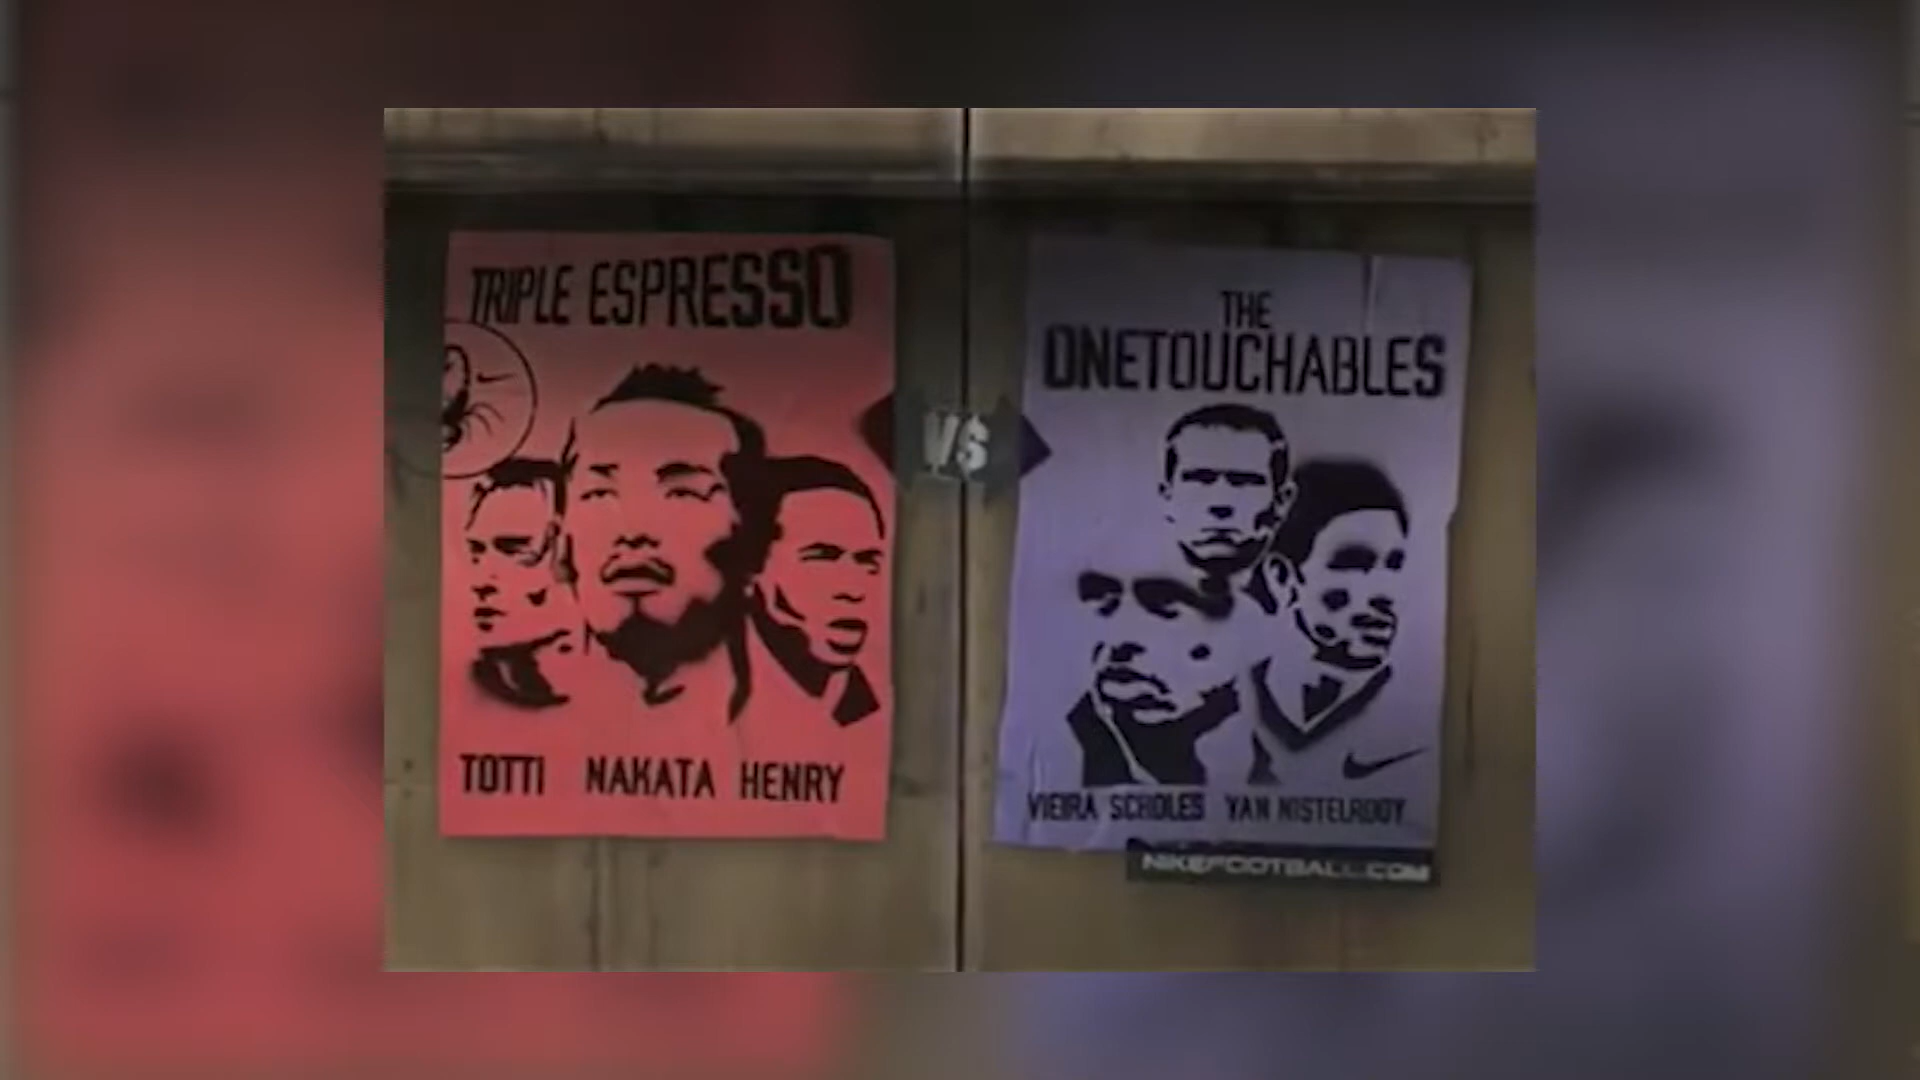 TRIPLE ESPRESSO
TOTTI NAKATA HENRY
VS
THE
ONETOUCHABLES
VIEIRA SCHOLES VAN NISTELROOY
NIKEFOOTBALL.COM